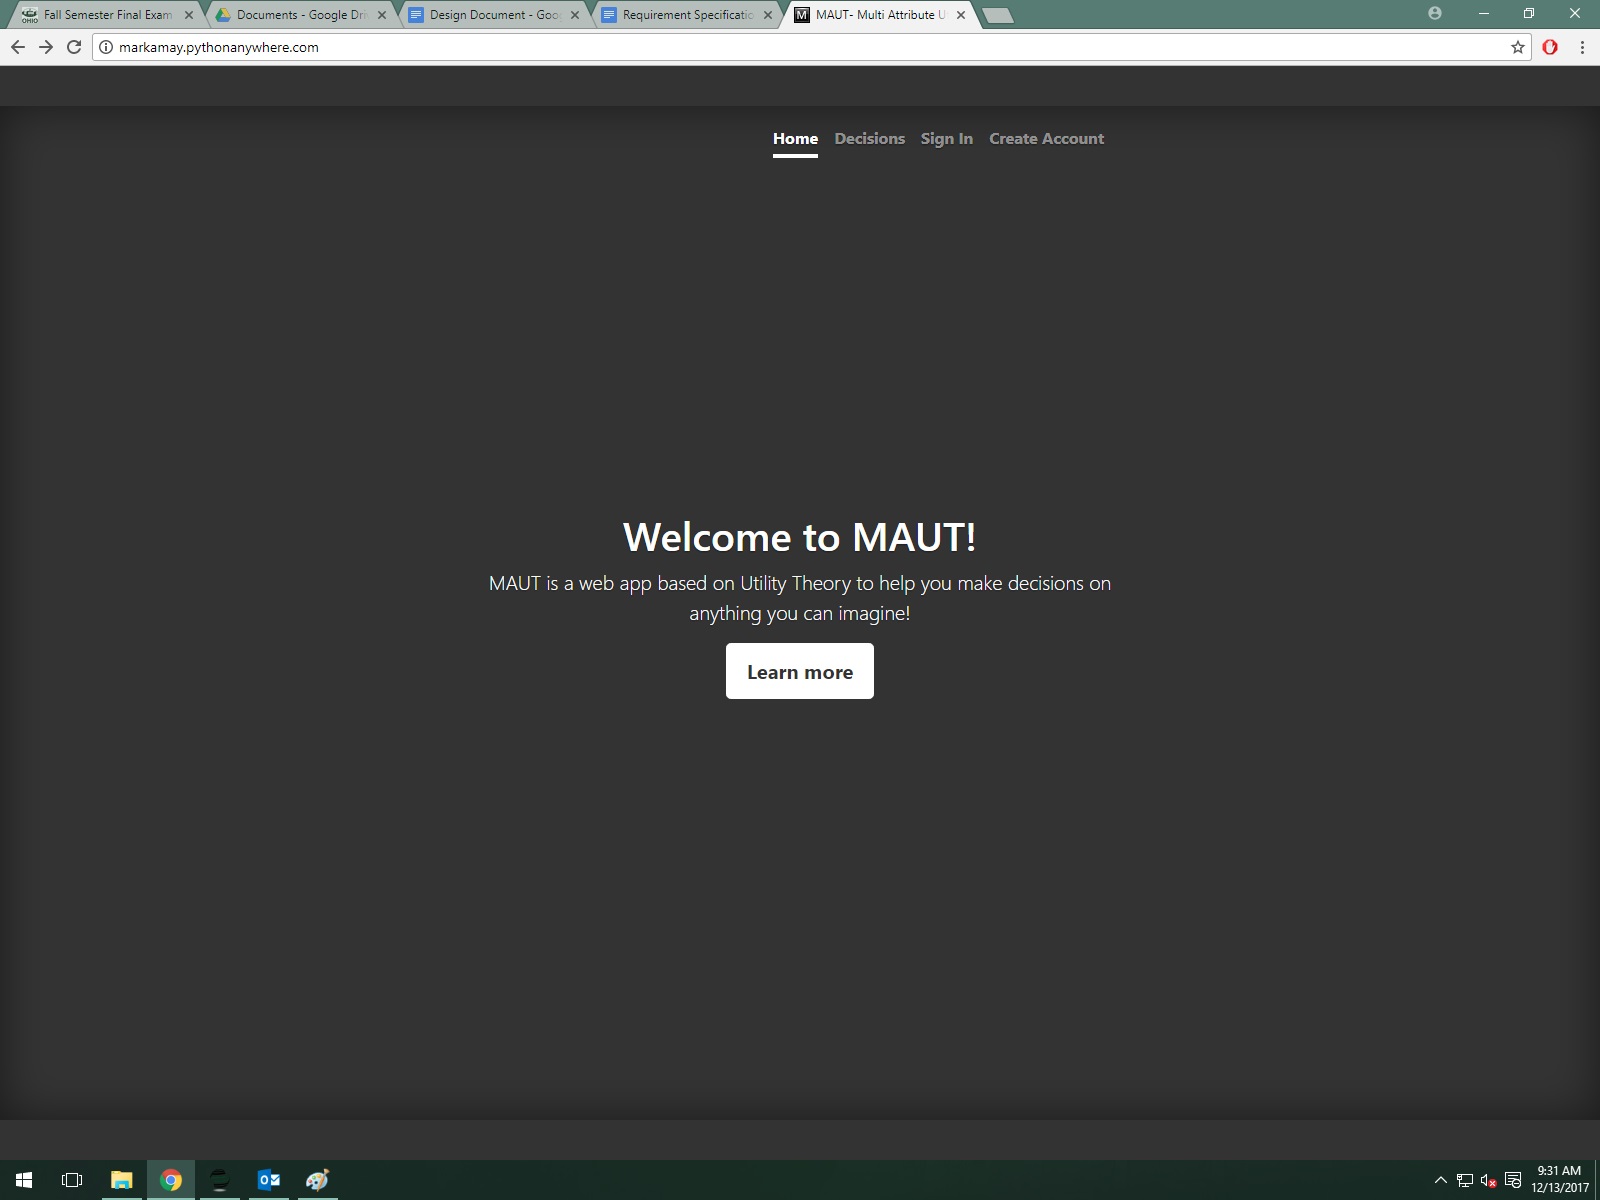 Fall Semester Final Exam
Documents - Google Dri
Design Document - Goo
Requirement Specificatio
M
MAUT- Multi Attribute U
OHIO
markamay.pythonanywhere.com
Home Decisions Sign In Create Account
Welcome to MAUT!
MAUT is a web app based on Utility Theory to help you make decisions on
anything you can imagine!
Learn more
9:31 AM
12/13/2017